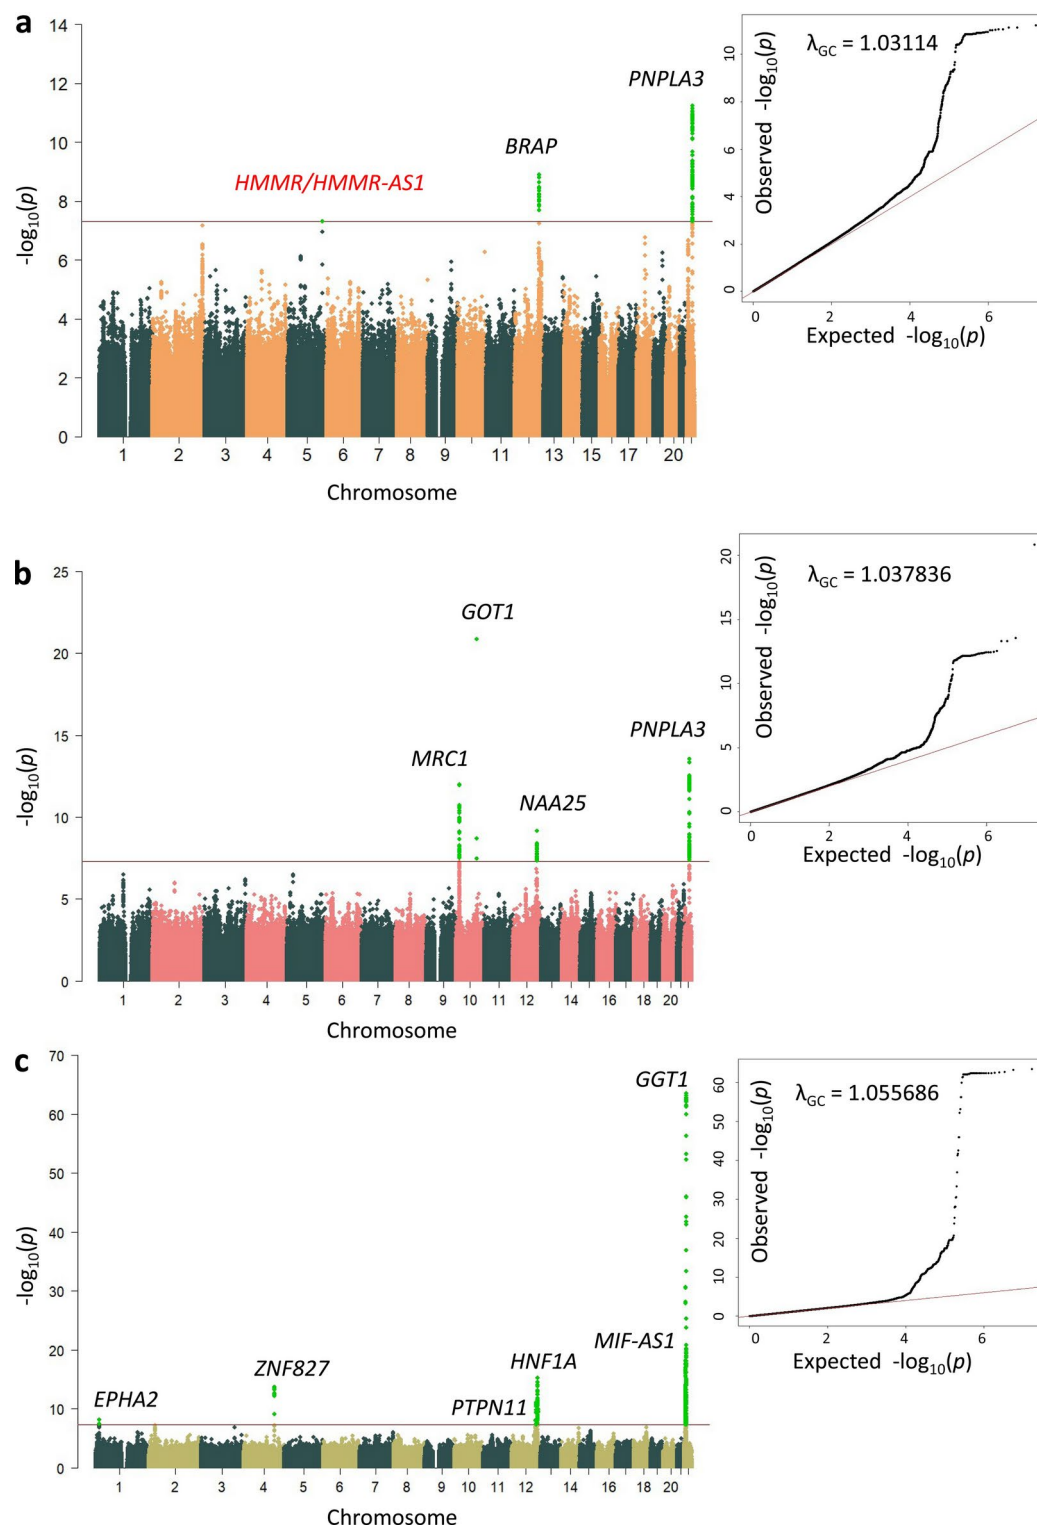 a
14
12
10
8
6
4
2
0
-log10(p)
HMMR/HMMR-AS1
BRAP
PNPLA3
1 2 3 4 5 6 7 8 9 11 13 15 17 20
Chromosome
λGC = 1.03114
Observed -log10(p)
10
8
6
4
2
0
0 2 4 6
Expected -log10(p)
b
25
20
15
10
5
0
-log10(p)
GOT1
MRC1
NAA25
PNPLA3
1 2 3 4 5 6 7 8 9 10 11 12 13 14 16 18 20
Chromosome
λGC = 1.037836
Observed -log10(p)
20
15
10
5
0
0 2 4 6
Expected -log10(p)
c
70
60
50
40
30
20
10
0
-log10(p)
GGT1
MIF-AS1
HNF1A
ZNF827
PTPN11
EPHA2
1 2 3 4 5 6 7 8 9 10 11 12 13 14 16 18 20
Chromosome
λGC = 1.055686
Observed -log10(p)
60
50
40
30
20
10
0
0 2 4 6
Expected -log10(p)